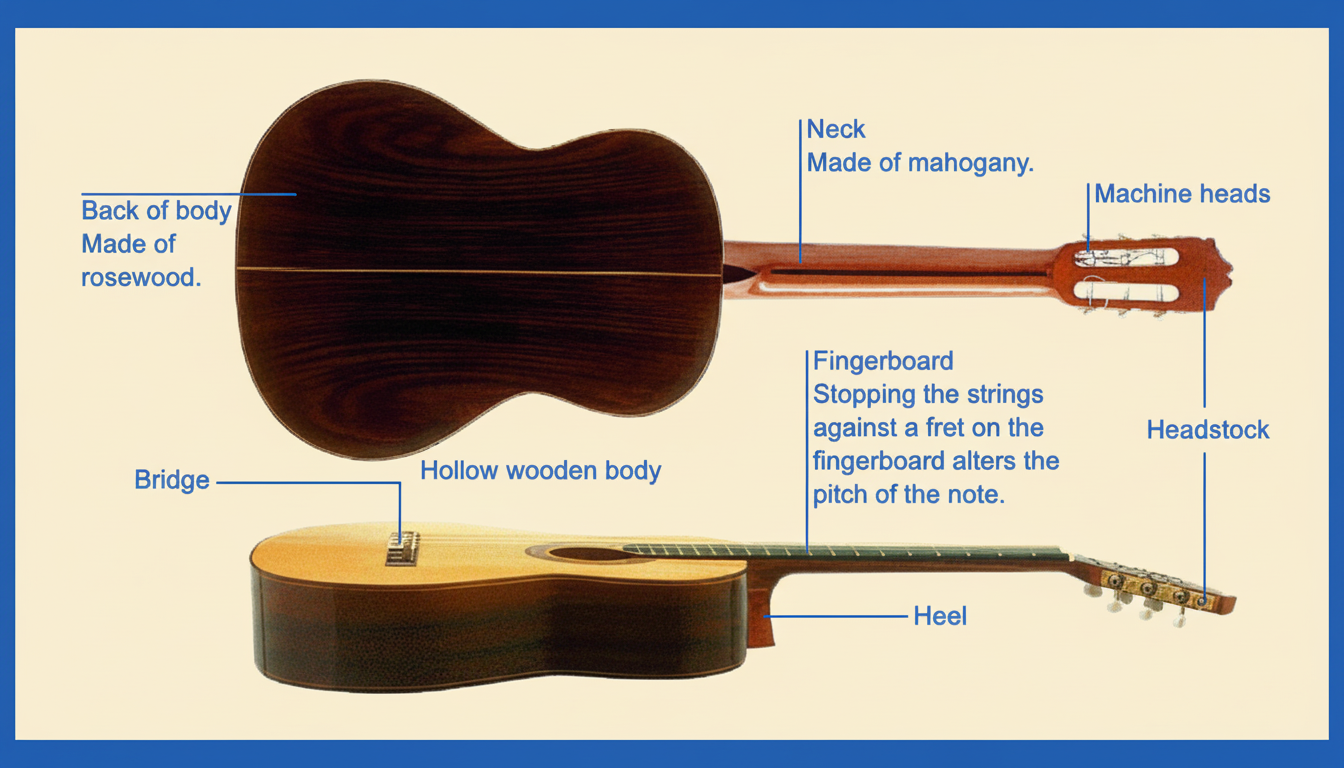 Neck
Made of mahogany.
Machine heads
Back of body
Made of
rosewood.
Fingerboard
Stopping the strings
against a fret on the
fingerboard alters the
pitch of the note.
Headstock
Hollow wooden body
Bridge
Heel